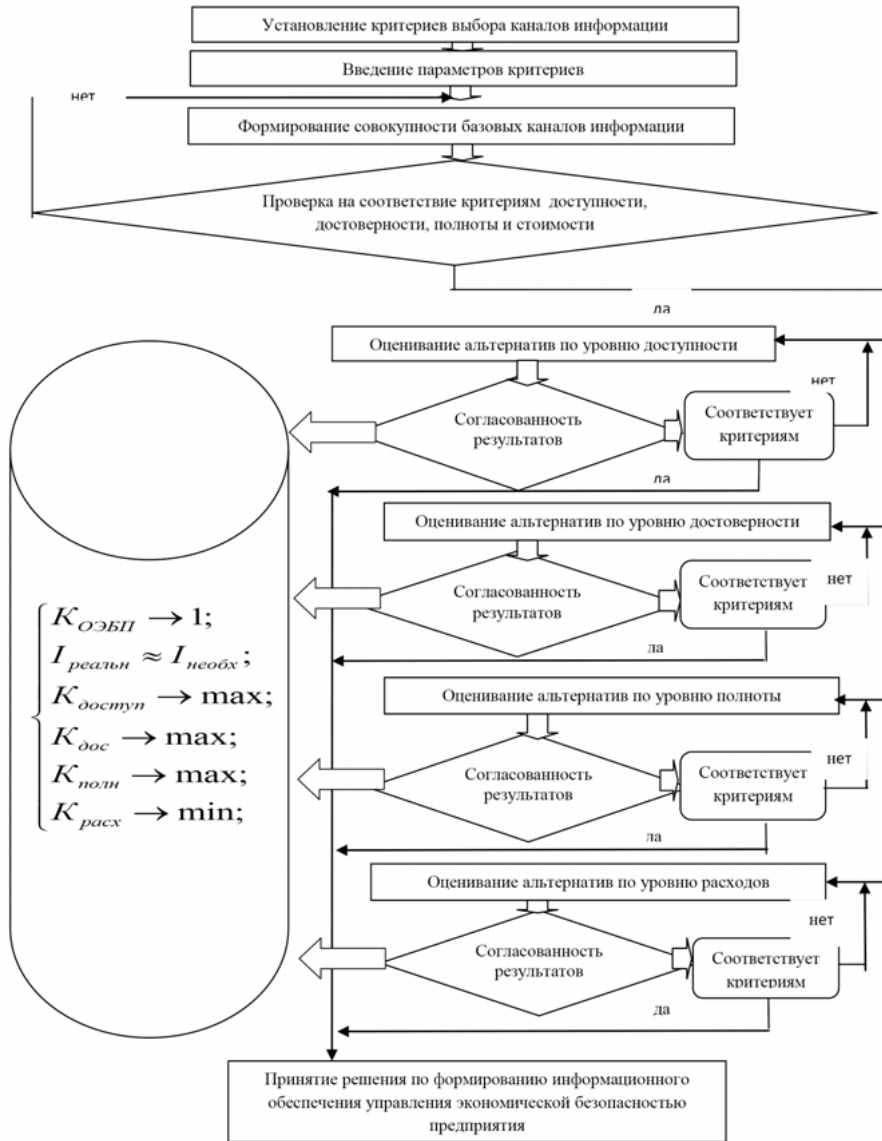 Установление критериев выбора каналов информации
Введение параметров критериев
нет
Формирование совокупности базовых каналов информации
Проверка на соответствие критериям доступности,
достоверности, полноты и стоимости
да
Оценивание альтернатив по уровню доступности
нет
Согласованность
результатов
Соответствует
критериям
да
Оценивание альтернатив по уровню достоверности
нет
Согласованность
результатов
Соответствует
критериям
да
K_ОЭБП → 1;
I_реальн ≈ I_необх;
K_доступ → max;
K_дос → max;
K_полн → max;
K_расх → min;
Оценивание альтернатив по уровню полноты
нет
Согласованность
результатов
Соответствует
критериям
да
Оценивание альтернатив по уровню расходов
нет
Согласованность
результатов
Соответствует
критериям
да
Принятие решения по формированию информационного
обеспечения управления экономической безопасностью
предприятия